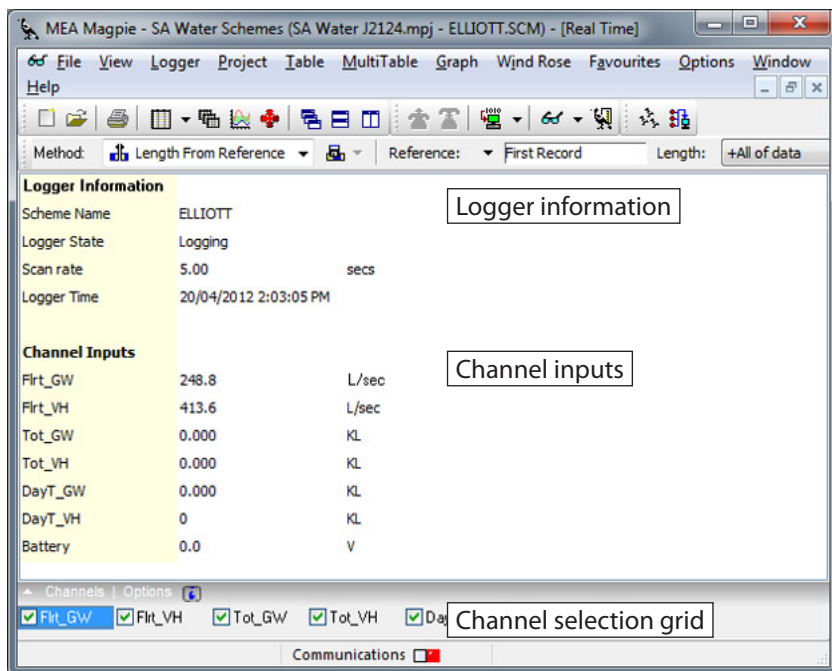 MEA Magpie - SA Water Schemes (SA Water J2124.mpj - ELLIOTT.SCM) - [Real Time]
File View Logger Project Table MultiTable Graph Wind Rose Favourites Options Window
Help
Method: Length From Reference Reference: First Record Length: +All of data
Logger Information
Logger information
Scheme Name ELLIOTT
Logger State Logging
Scan rate 5.00 secs
Logger Time 20/04/2012 2:03:05 PM
Channel Inputs
Channel inputs
Flrt_GW 248.8 L/sec
Flrt_VH 413.6 L/sec
Tot_GW 0.000 KL
Tot_VH 0.000 KL
DayT_GW 0.000 KL
DayT_VH 0 KL
Battery 0.0 V
Channels | Options
Flrt_GW Flrt_VH Tot_GW Tot_VH Channel selection grid
Communications